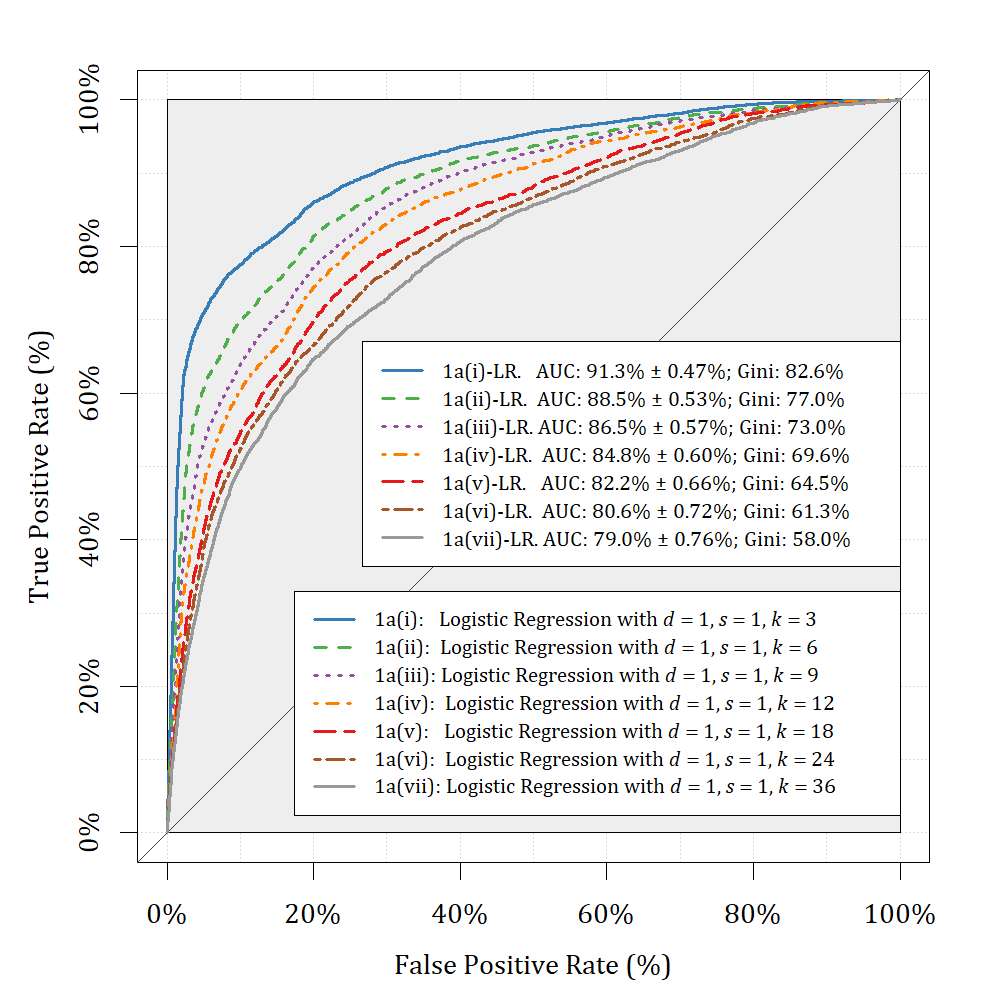 100%
80%
60%
40%
20%
0%
True Positive Rate (%)
1a(i)-LR. AUC: 91.3% ± 0.47%; Gini: 82.6%
1a(ii)-LR. AUC: 88.5% ± 0.53%; Gini: 77.0%
1a(iii)-LR. AUC: 86.5% ± 0.57%; Gini: 73.0%
1a(iv)-LR. AUC: 84.8% ± 0.60%; Gini: 69.6%
1a(v)-LR. AUC: 82.2% ± 0.66%; Gini: 64.5%
1a(vi)-LR. AUC: 80.6% ± 0.72%; Gini: 61.3%
1a(vii)-LR. AUC: 79.0% ± 0.76%; Gini: 58.0%
1a(i): Logistic Regression with d = 1, s = 1, k = 3
1a(ii): Logistic Regression with d = 1, s = 1, k = 6
1a(iii): Logistic Regression with d = 1, s = 1, k = 9
1a(iv): Logistic Regression with d = 1, s = 1, k = 12
1a(v): Logistic Regression with d = 1, s = 1, k = 18
1a(vi): Logistic Regression with d = 1, s = 1, k = 24
1a(vii): Logistic Regression with d = 1, s = 1, k = 36
0% 20% 40% 60% 80% 100%
False Positive Rate (%)